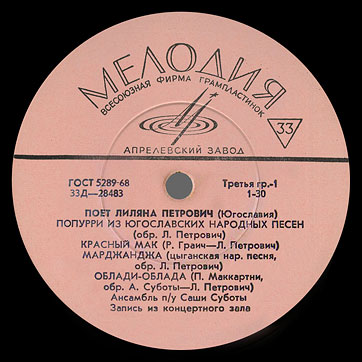 МЕЛОДИЯ
ВСЕСОЮЗНАЯ ФИРМА ГРАМПЛАСТИНОК
33
АПРЕЛЕВСКИЙ ЗАВОД
ГОСТ 5289-68 Третья гр.-1
33Д-28483 1-30
ПОЕТ ЛИЛЯНА ПЕТРОВИЧ (Югославия)
ПОПУРРИ ИЗ ЮГОСЛАВСКИХ НАРОДНЫХ ПЕСЕН
(обр. Л. Петрович)
КРАСНЫЙ МАК (Р. Граич—Л. Петрович)
МАРДЖАНДЖА (цыганская нар. песня,
обр. Л. Петрович)
ОБЛАДИ-ОБЛАДА (П. Маккартни,
обр. А. Суботы—Л. Петрович)
Ансамбль п/у Саши Суботы
Запись из концертного зала